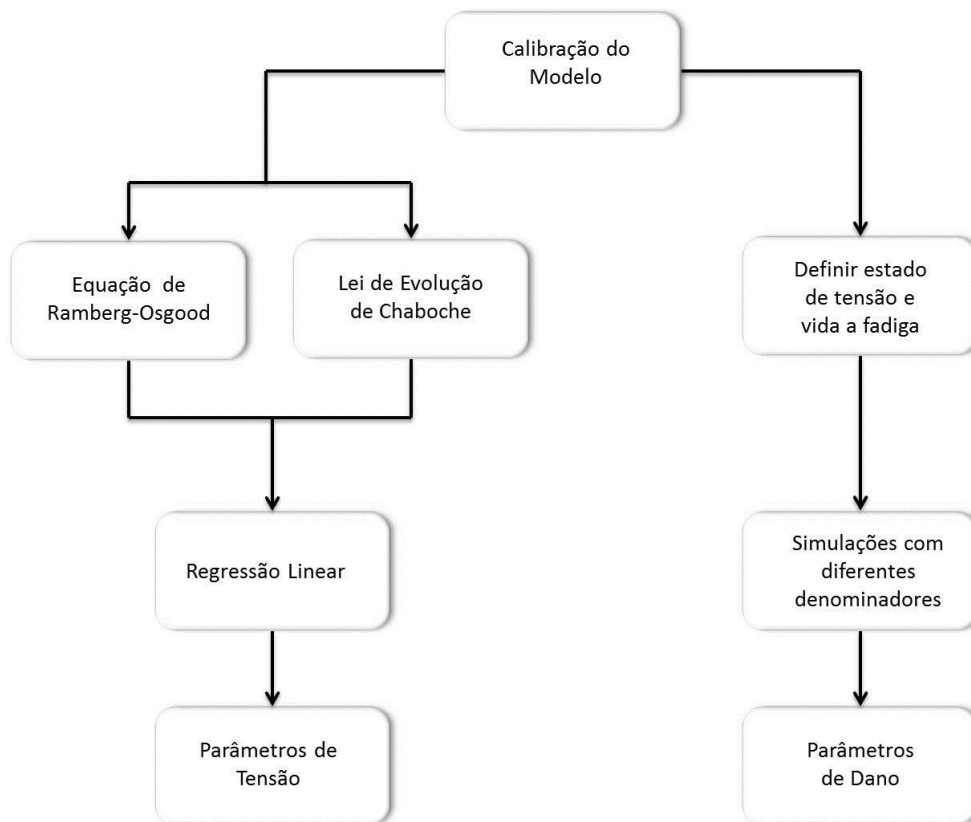 Calibração do
Modelo
Equação de
Ramberg-Osgood
Lei de Evolução
de Chaboche
Definir estado
de tensão e
vida a fadiga
Regressão Linear
Simulações com
diferentes
denominadores
Parâmetros de
Tensão
Parâmetros
de Dano